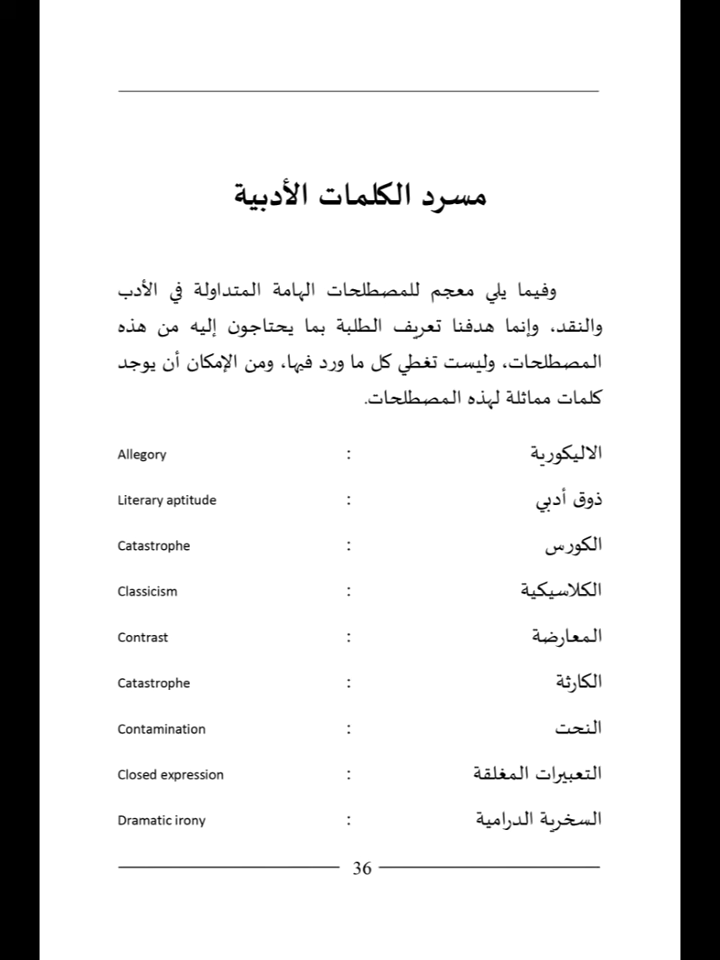 مسرد الكلمات الأدبية
وفيما يلي معجم للمصطلحات الهامة المتداولة في الأدب
والنقد، وإنما هدفنا تعريف الطلبة بما يحتاجون إليه من هذه
المصطلحات، وليست تغطي كل ما ورد فيها، ومن الإمكان أن يوجد
كلمات مماثلة لهذه المصطلحات.
الاليكورية : Allegory
ذوق أدبي : Literary aptitude
الكورس : Catastrophe
الكلاسيكية : Classicism
المعارضة : Contrast
الكارثة : Catastrophe
النحت : Contamination
التعبيرات المغلقة : Closed expression
السخرية الدرامية : Dramatic irony
36